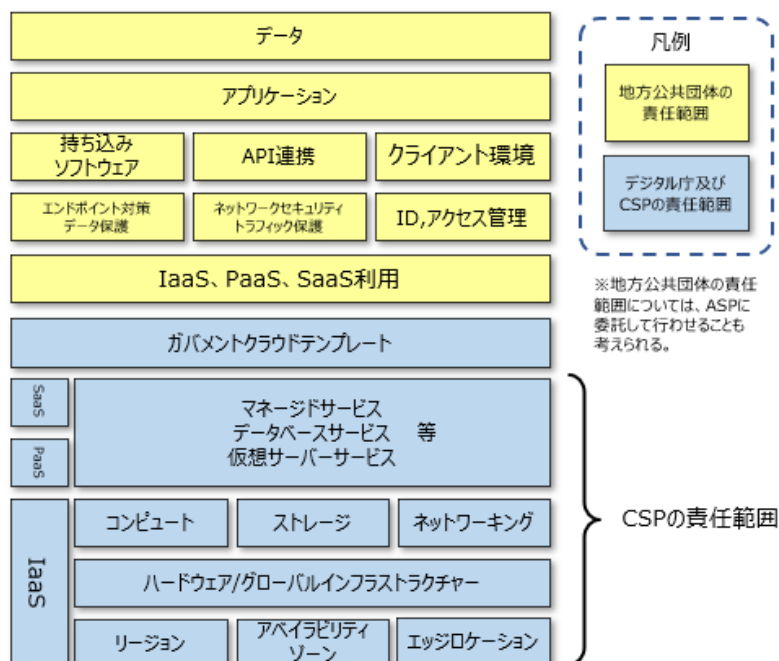 データ
アプリケーション
持ち込み
ソフトウェア
API連携
クライアント環境
エンドポイント対策
データ保護
ネットワークセキュリティ
トラフィック保護
ID,アクセス管理
IaaS、PaaS、SaaS利用
ガバメントクラウドテンプレート
SaaS
PaaS
マネージドサービス
データベースサービス 等
仮想サーバーサービス
IaaS
コンピュート
ストレージ
ネットワーキング
ハードウェア/グローバルインフラストラクチャー
リージョン
アベイラビリティ
ゾーン
エッジロケーション
凡例
地方公共団体の
責任範囲
デジタル庁及び
CSPの責任範囲
※地方公共団体の責任
範囲については、ASPに
委託して行わせることも
考えられる。
CSPの責任範囲